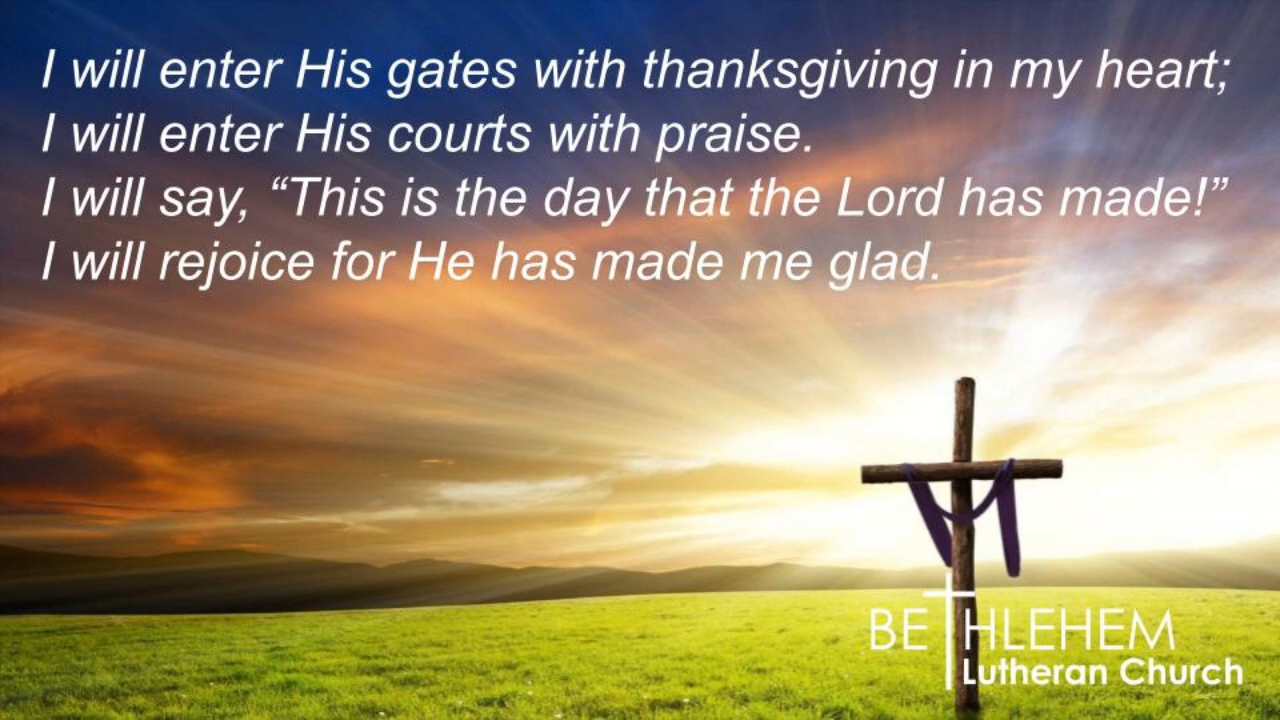 I will enter His gates with thanksgiving in my heart;
I will enter His courts with praise.
I will say, “This is the day that the Lord has made!”
I will rejoice for He has made me glad.
BETHLEHEM
Lutheran Church